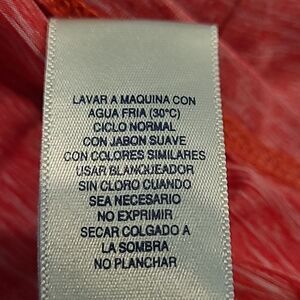 LAVAR A MAQUINA CON
AGUA FRIA (30°C)
CICLO NORMAL
CON JABON SUAVE
CON COLORES SIMILARES
USAR BLANQUEADOR
SIN CLORO CUANDO
SEA NECESARIO
NO EXPRIMIR
SECAR COLGADO A
LA SOMBRA
NO PLANCHAR